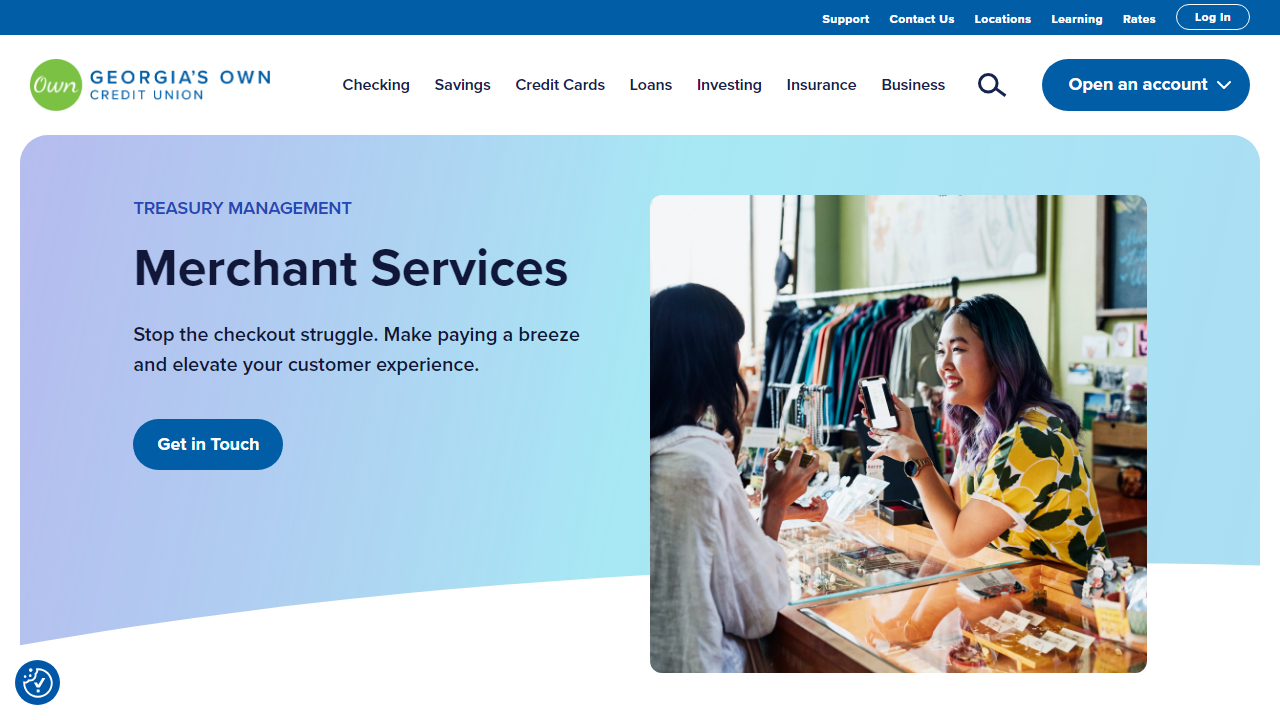 Support Contact Us Locations Learning Rates Log In
Own GEORGIA'S OWN
CREDIT UNION
Checking Savings Credit Cards Loans Investing Insurance Business Open an account
TREASURY MANAGEMENT
Merchant Services
Stop the checkout struggle. Make paying a breeze
and elevate your customer experience.
Get in Touch